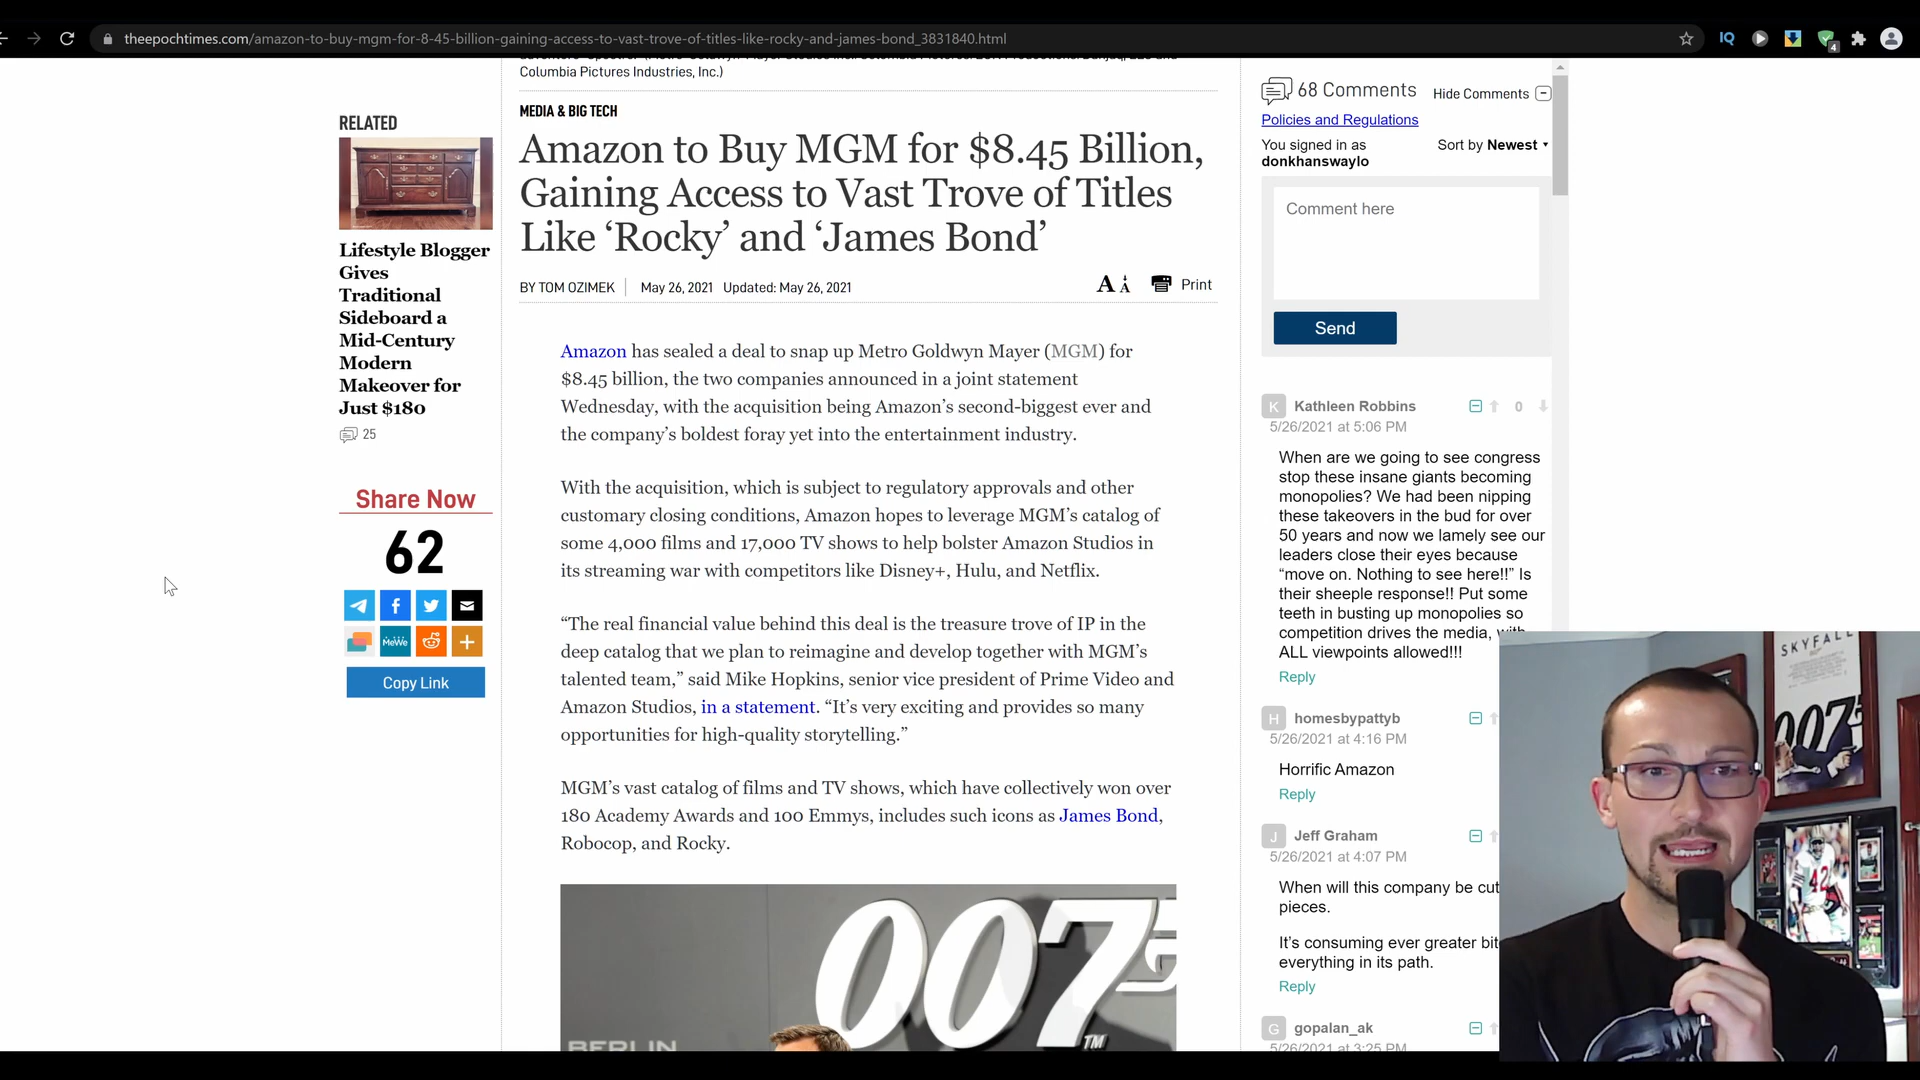 theepochtimes.com/amazon-to-buy-mgm-for-8-45-billion-gaining-access-to-vast-trove-of-titles-like-rocky-and-james-bond_3831840.html
IQ
4
Columbia Pictures Industries, Inc.)
RELATED
Lifestyle Blogger
Gives
Traditional
Sideboard a
Mid-Century
Modern
Makeover for
Just $180
25
Share Now
62
MeWe
Copy Link
MEDIA & BIG TECH
Amazon to Buy MGM for $8.45 Billion,
Gaining Access to Vast Trove of Titles
Like ‘Rocky’ and ‘James Bond’
BY TOM OZIMEK May 26, 2021 Updated: May 26, 2021
A A Print
Amazon has sealed a deal to snap up Metro Goldwyn Mayer (MGM) for
$8.45 billion, the two companies announced in a joint statement
Wednesday, with the acquisition being Amazon’s second-biggest ever and
the company’s boldest foray yet into the entertainment industry.
With the acquisition, which is subject to regulatory approvals and other
customary closing conditions, Amazon hopes to leverage MGM’s catalog of
some 4,000 films and 17,000 TV shows to help bolster Amazon Studios in
its streaming war with competitors like Disney+, Hulu, and Netflix.
“The real financial value behind this deal is the treasure trove of IP in the
deep catalog that we plan to reimagine and develop together with MGM’s
talented team,” said Mike Hopkins, senior vice president of Prime Video and
Amazon Studios, in a statement. “It’s very exciting and provides so many
opportunities for high-quality storytelling.”
MGM’s vast catalog of films and TV shows, which have collectively won over
180 Academy Awards and 100 Emmys, includes such icons as James Bond,
Robocop, and Rocky.
007
TM
BERLIN
68 Comments Hide Comments
Policies and Regulations
You signed in as
donkhanswaylo
Sort by Newest
Comment here
Send
K Kathleen Robbins 0
5/26/2021 at 5:06 PM
When are we going to see congress
stop these insane giants becoming
monopolies? We had been nipping
these takeovers in the bud for over
50 years and now we lamely see our
leaders close their eyes because
“move on. Nothing to see here!!” Is
their sheeple response!! Put some
teeth in busting up monopolies so
competition drives the media, with
ALL viewpoints allowed!!!
Reply
H homesbypattyb
5/26/2021 at 4:16 PM
Horrific Amazon
Reply
J Jeff Graham
5/26/2021 at 4:07 PM
When will this company be cut
pieces.
It’s consuming ever greater
everything in its path.
Reply
G gopalan_ak
5/26/2021 at 3:25 PM
SKYFALL
007
42